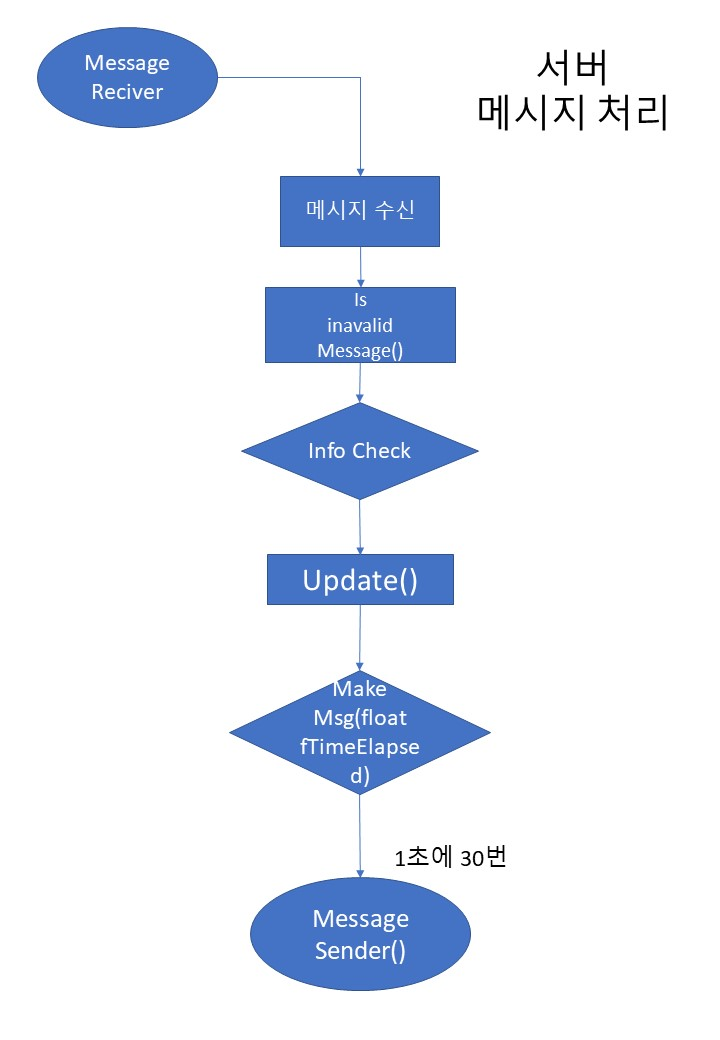 Message
Reciver
서버
메시지 처리
메시지 수신
Is
inavalid
Message()
Info Check
Update()
Make
Msg(float
fTimeElapse
d)
1초에 30번
Message
Sender()